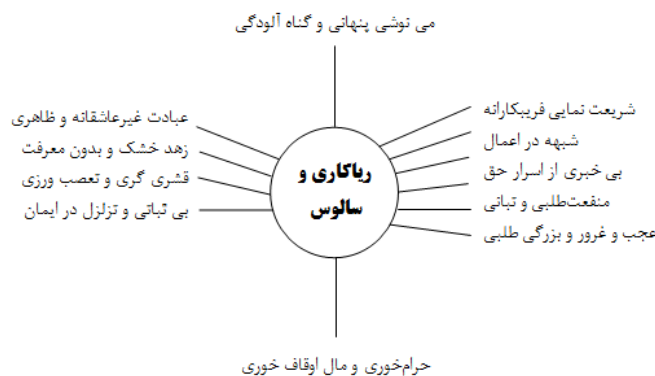 می نوشی پنهانی و گناه آلودگی
شریعت نمایی فریبکارانه
شبهه در اعمال
بی خبری از اسرار حق
منفعت‌طلبی و تبانی
عجب و غرور و بزرگی طلبی
ریاکاری و
سالوس
عبادت غیرعاشقانه و ظاهری
زهد خشک و بدون معرفت
قشری گری و تعصب ورزی
بی ثباتی و تزلزل در ایمان
حرام‌خوری و مال اوقاف خوری